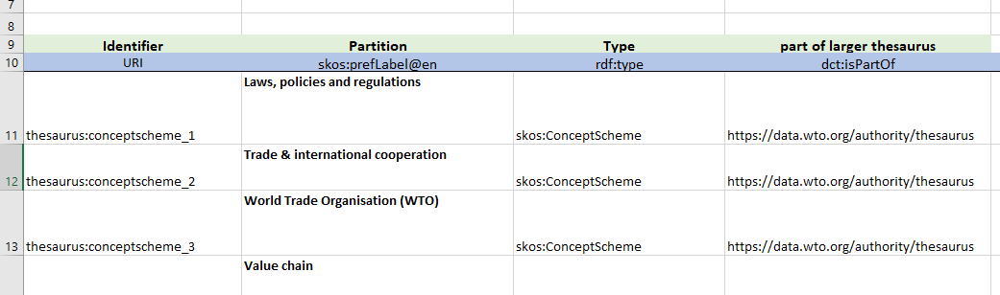 7
8
9 Identifier Partition Type part of larger thesaurus
10 URI skos:prefLabel@en rdf:type dct:isPartOf
Laws, policies and regulations
11 thesaurus:conceptscheme_1 skos:ConceptScheme https://data.wto.org/authority/thesaurus
Trade & international cooperation
12 thesaurus:conceptscheme_2 skos:ConceptScheme https://data.wto.org/authority/thesaurus
World Trade Organisation (WTO)
13 thesaurus:conceptscheme_3 skos:ConceptScheme https://data.wto.org/authority/thesaurus
Value chain